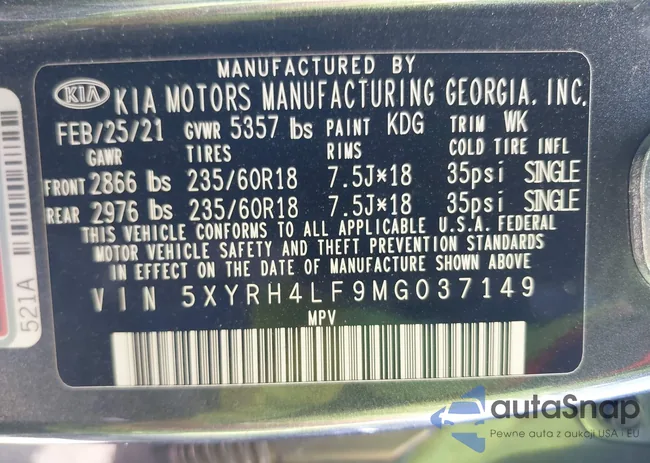 MANUFACTURED BY
KIA KIA MOTORS MANUFACTURING GEORGIA. INC.
FEB/25/21 GVWR 5357 lbs PAINT KDG TRIM WK
GAWR TIRES RIMS COLD TIRE INFL
FRONT 2866 lbs 235/60R18 7.5J*18 35psi SINGLE
REAR 2976 lbs 235/60R18 7.5J*18 35psi SINGLE
THIS VEHICLE CONFORMS TO ALL APPLICABLE U.S.A. FEDERAL
MOTOR VEHICLE SAFETY AND THEFT PREVENTION STANDARDS
IN EFFECT ON THE DATE OF MANUFACTURE SHOWN ABOVE
VIN 5XYRH4LF9MG037149
MPV
521A
autaSnap
Pewne auta z aukcji USA i EU